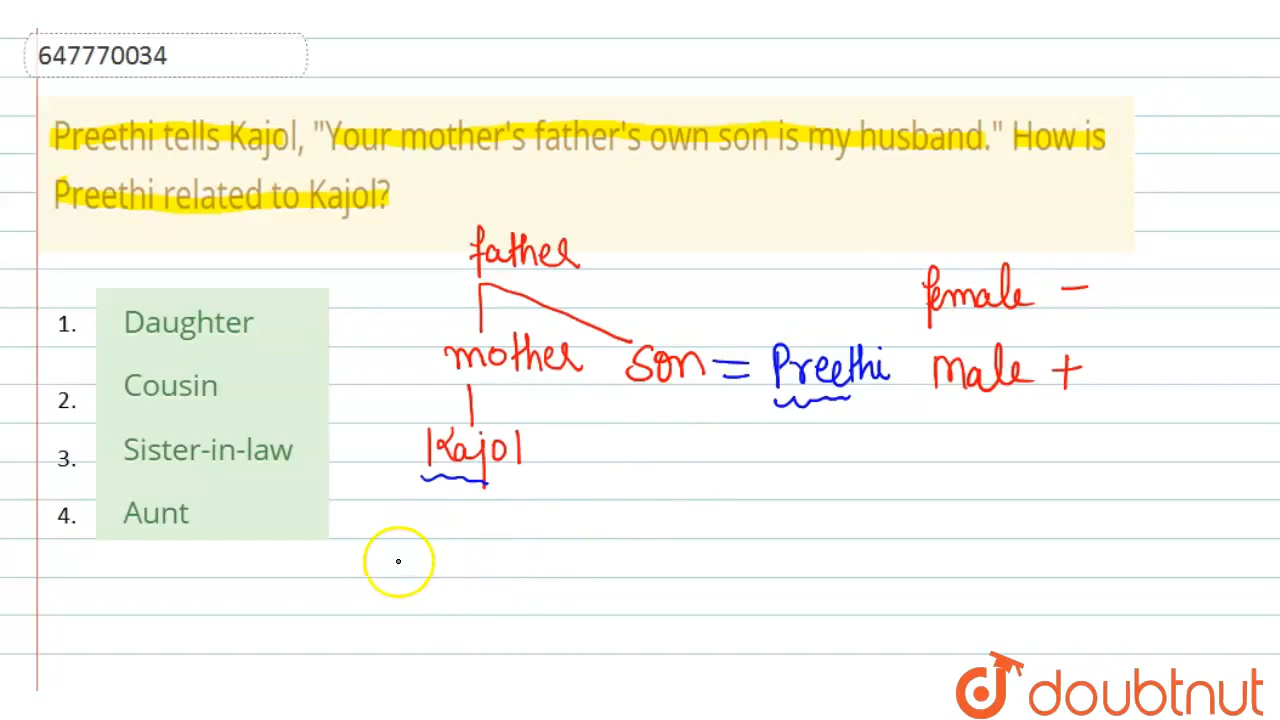 647770034
Preethi tells Kajol, "Your mother's father's own son is my husband." How is
Preethi related to Kajol?
father
female −
mother son = Preethi male +
Kajol
1. Daughter
2. Cousin
3. Sister-in-law
4. Aunt
doubtnut